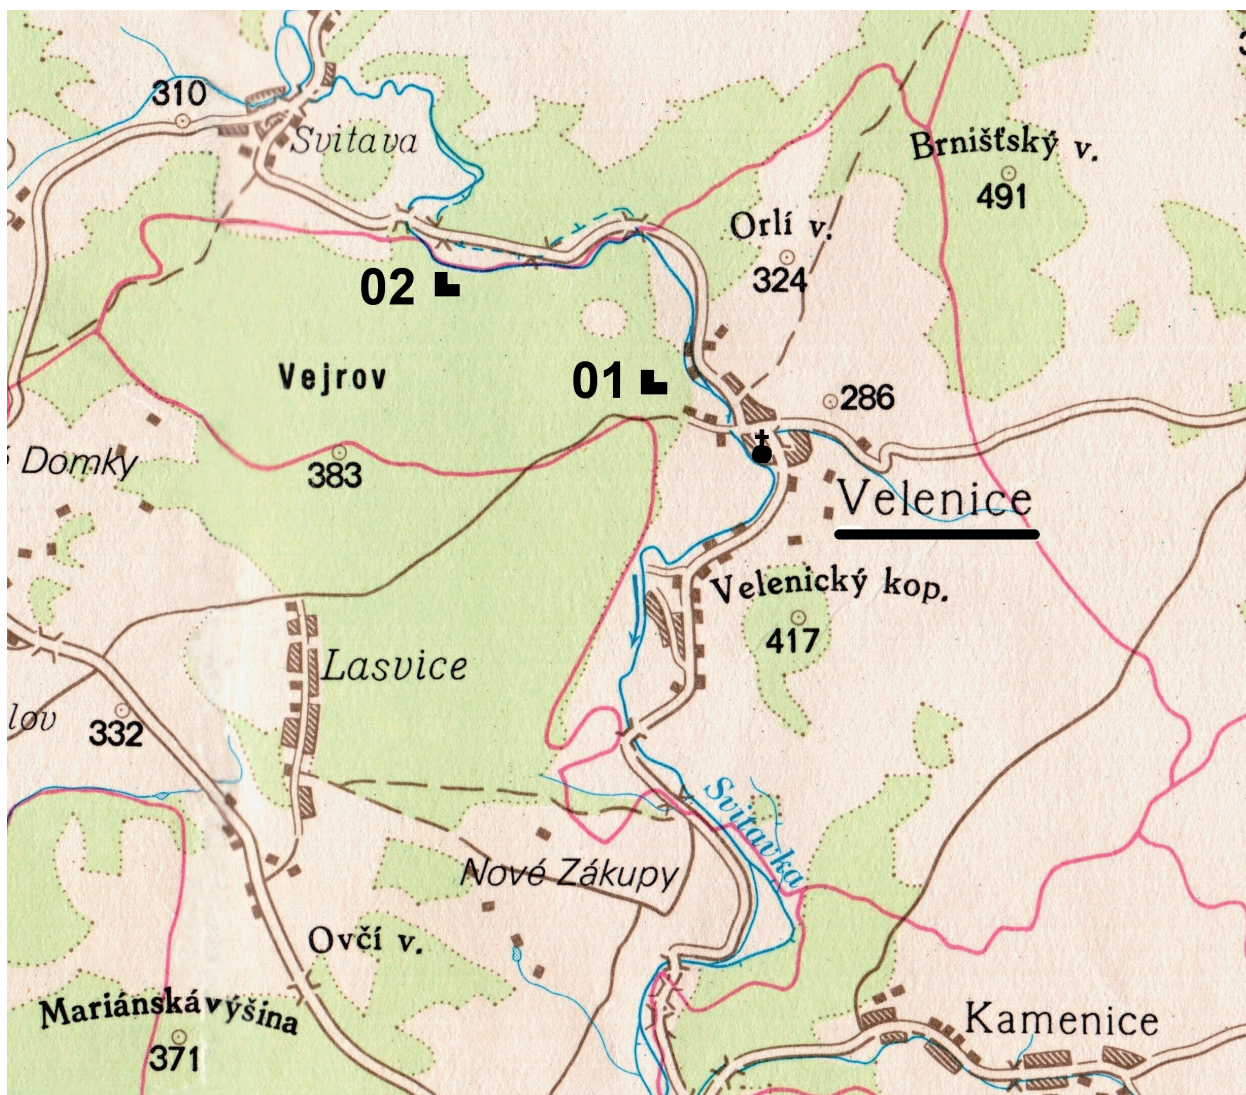 310
Svitava
Brnišťský v.
491
Orlí v.
324
02
Vejrov
01
286
Domky
383
Velenice
Velenický kop.
417
Lasvice
lov
332
Svitavka
Nové Zákupy
Ovčí v.
Mariánská výšina
371
Kamenice